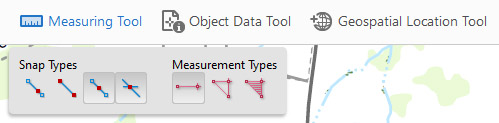 Measuring Tool Object Data Tool Geospatial Location Tool
Snap Types Measurement Types